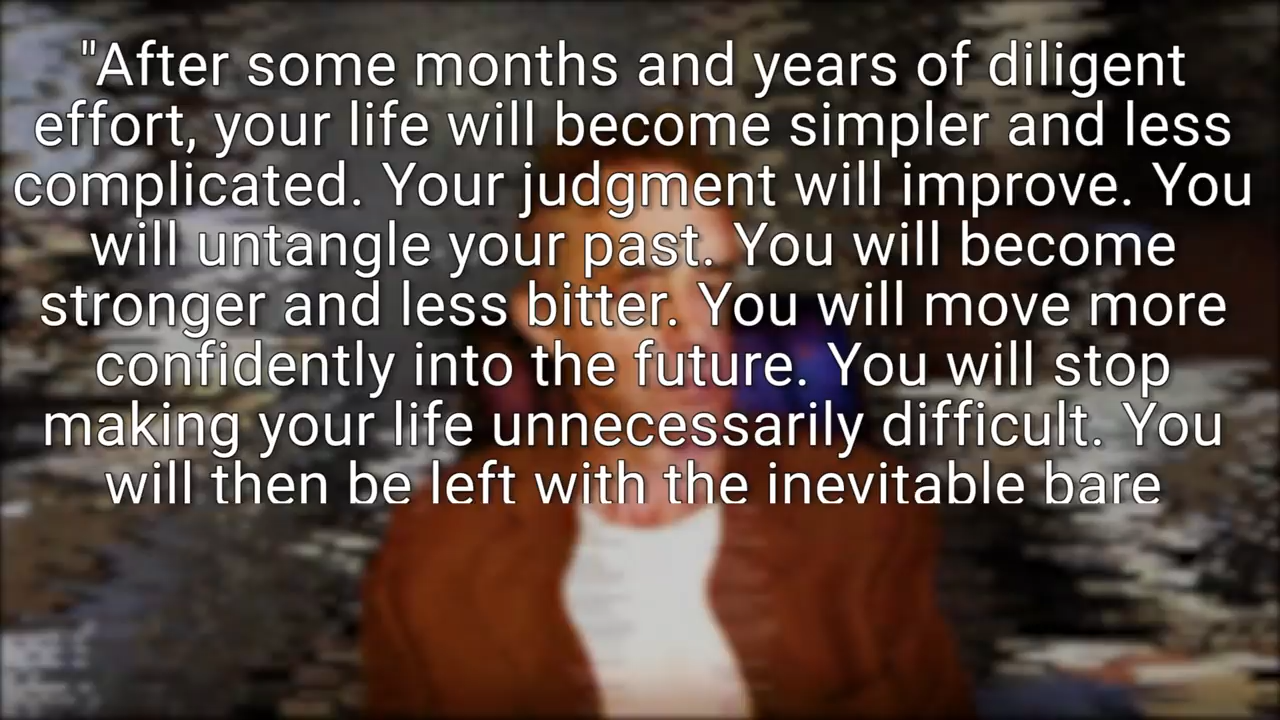 "After some months and years of diligent
effort, your life will become simpler and less
complicated. Your judgment will improve. You
will untangle your past. You will become
stronger and less bitter. You will move more
confidently into the future. You will stop
making your life unnecessarily difficult. You
will then be left with the inevitable bare